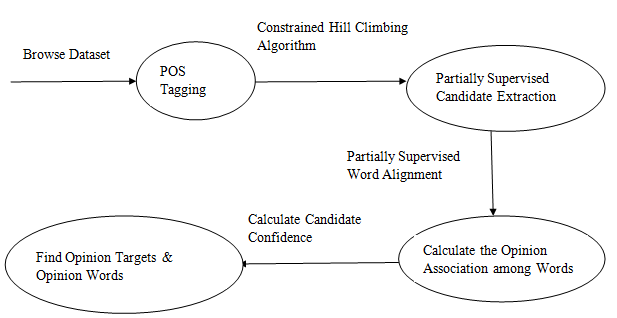 Constrained Hill Climbing
Algorithm
Browse Dataset
POS
Tagging
Partially Supervised
Candidate Extraction
Partially Supervised
Word Alignment
Calculate Candidate
Confidence
Find Opinion Targets &
Opinion Words
Calculate the Opinion
Association among Words